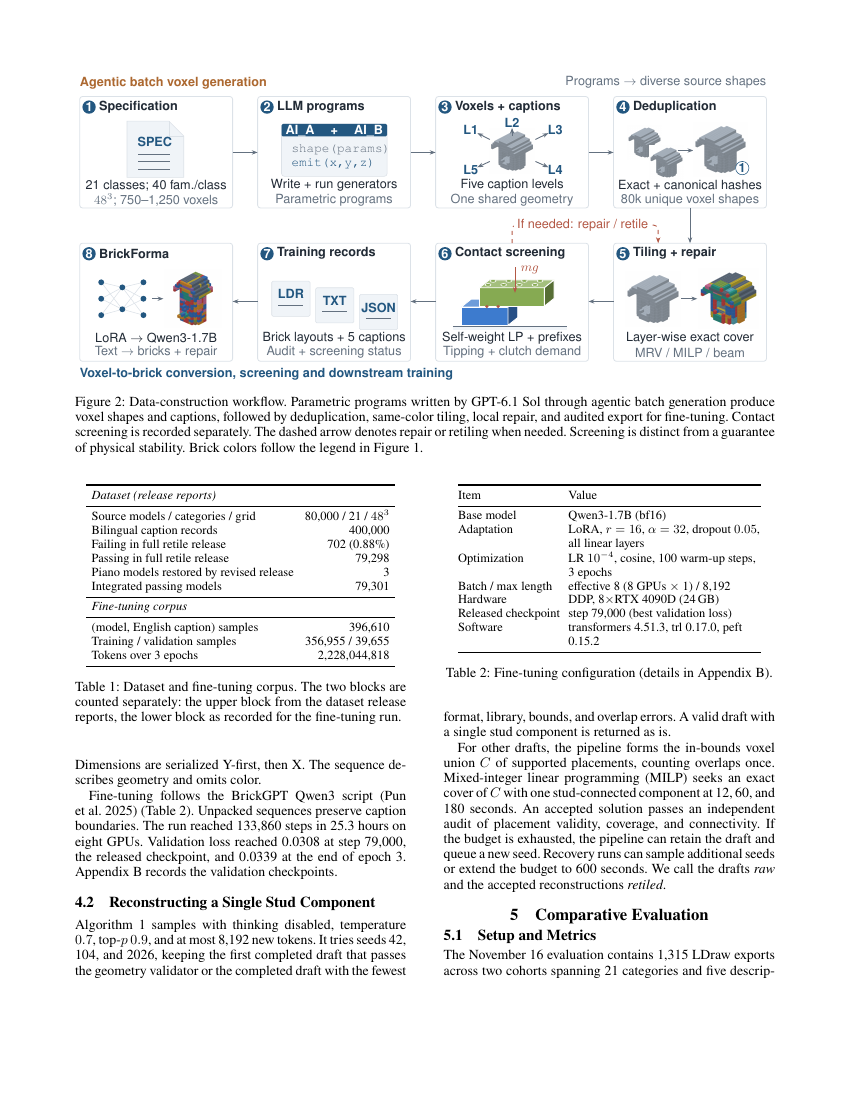 Agentic batch voxel generation
Programs → diverse source shapes
1 Specification
SPEC
21 classes; 40 fam./class
48³; 750–1,250 voxels
2 LLM programs
AI A + AI B
shape(params)
emit(x,y,z)
Write + run generators
Parametric programs
3 Voxels + captions
L1 L2 L3
L5 L4
Five caption levels
One shared geometry
4 Deduplication
1
Exact + canonical hashes
80k unique voxel shapes
If needed: repair / retile
8 BrickForma
LoRA → Qwen3-1.7B
Text → bricks + repair
7 Training records
LDR
TXT
JSON
Brick layouts + 5 captions
Audit + screening status
6 Contact screening
mg
Self-weight LP + prefixes
Tipping + clutch demand
5 Tiling + repair
Layer-wise exact cover
MRV / MILP / beam
Voxel-to-brick conversion, screening and downstream training
Figure 2: Data-construction workflow. Parametric programs written by GPT-6.1 Sol through agentic batch generation produce
voxel shapes and captions, followed by deduplication, same-color tiling, local repair, and audited export for fine-tuning. Contact
screening is recorded separately. The dashed arrow denotes repair or retiling when needed. Screening is distinct from a guarantee
of physical stability. Brick colors follow the legend in Figure 1.
Dataset (release reports)
Source models / categories / grid 80,000 / 21 / 48³
Bilingual caption records 400,000
Failing in full retile release 702 (0.88%)
Passing in full retile release 79,298
Piano models restored by revised release 3
Integrated passing models 79,301
Fine-tuning corpus
(model, English caption) samples 396,610
Training / validation samples 356,955 / 39,655
Tokens over 3 epochs 2,228,044,818
Table 1: Dataset and fine-tuning corpus. The two blocks are
counted separately: the upper block from the dataset release
reports, the lower block as recorded for the fine-tuning run.
Dimensions are serialized Y-first, then X. The sequence de-
scribes geometry and omits color.
Fine-tuning follows the BrickGPT Qwen3 script (Pun
et al. 2025) (Table 2). Unpacked sequences preserve caption
boundaries. The run reached 133,860 steps in 25.3 hours on
eight GPUs. Validation loss reached 0.0308 at step 79,000,
the released checkpoint, and 0.0339 at the end of epoch 3.
Appendix B records the validation checkpoints.
4.2 Reconstructing a Single Stud Component
Algorithm 1 samples with thinking disabled, temperature
0.7, top-p 0.9, and at most 8,192 new tokens. It tries seeds 42,
104, and 2026, keeping the first completed draft that passes
the geometry validator or the completed draft with the fewest
Item Value
Base model Qwen3-1.7B (bf16)
Adaptation LoRA, r = 16, α = 32, dropout 0.05,
all linear layers
Optimization LR 10⁻⁴, cosine, 100 warm-up steps,
3 epochs
Batch / max length effective 8 (8 GPUs × 1) / 8,192
Hardware DDP, 8×RTX 4090D (24 GB)
Released checkpoint step 79,000 (best validation loss)
Software transformers 4.51.3, trl 0.17.0, peft
0.15.2
Table 2: Fine-tuning configuration (details in Appendix B).
format, library, bounds, and overlap errors. A valid draft with
a single stud component is returned as is.
For other drafts, the pipeline forms the in-bounds voxel
union C of supported placements, counting overlaps once.
Mixed-integer linear programming (MILP) seeks an exact
cover of C with one stud-connected component at 12, 60, and
180 seconds. An accepted solution passes an independent
audit of placement validity, coverage, and connectivity. If
the budget is exhausted, the pipeline can retain the draft and
queue a new seed. Recovery runs can sample additional seeds
or extend the budget to 600 seconds. We call the drafts raw
and the accepted reconstructions retiled.
5 Comparative Evaluation
5.1 Setup and Metrics
The November 16 evaluation contains 1,315 LDraw exports
across two cohorts spanning 21 categories and five descrip-